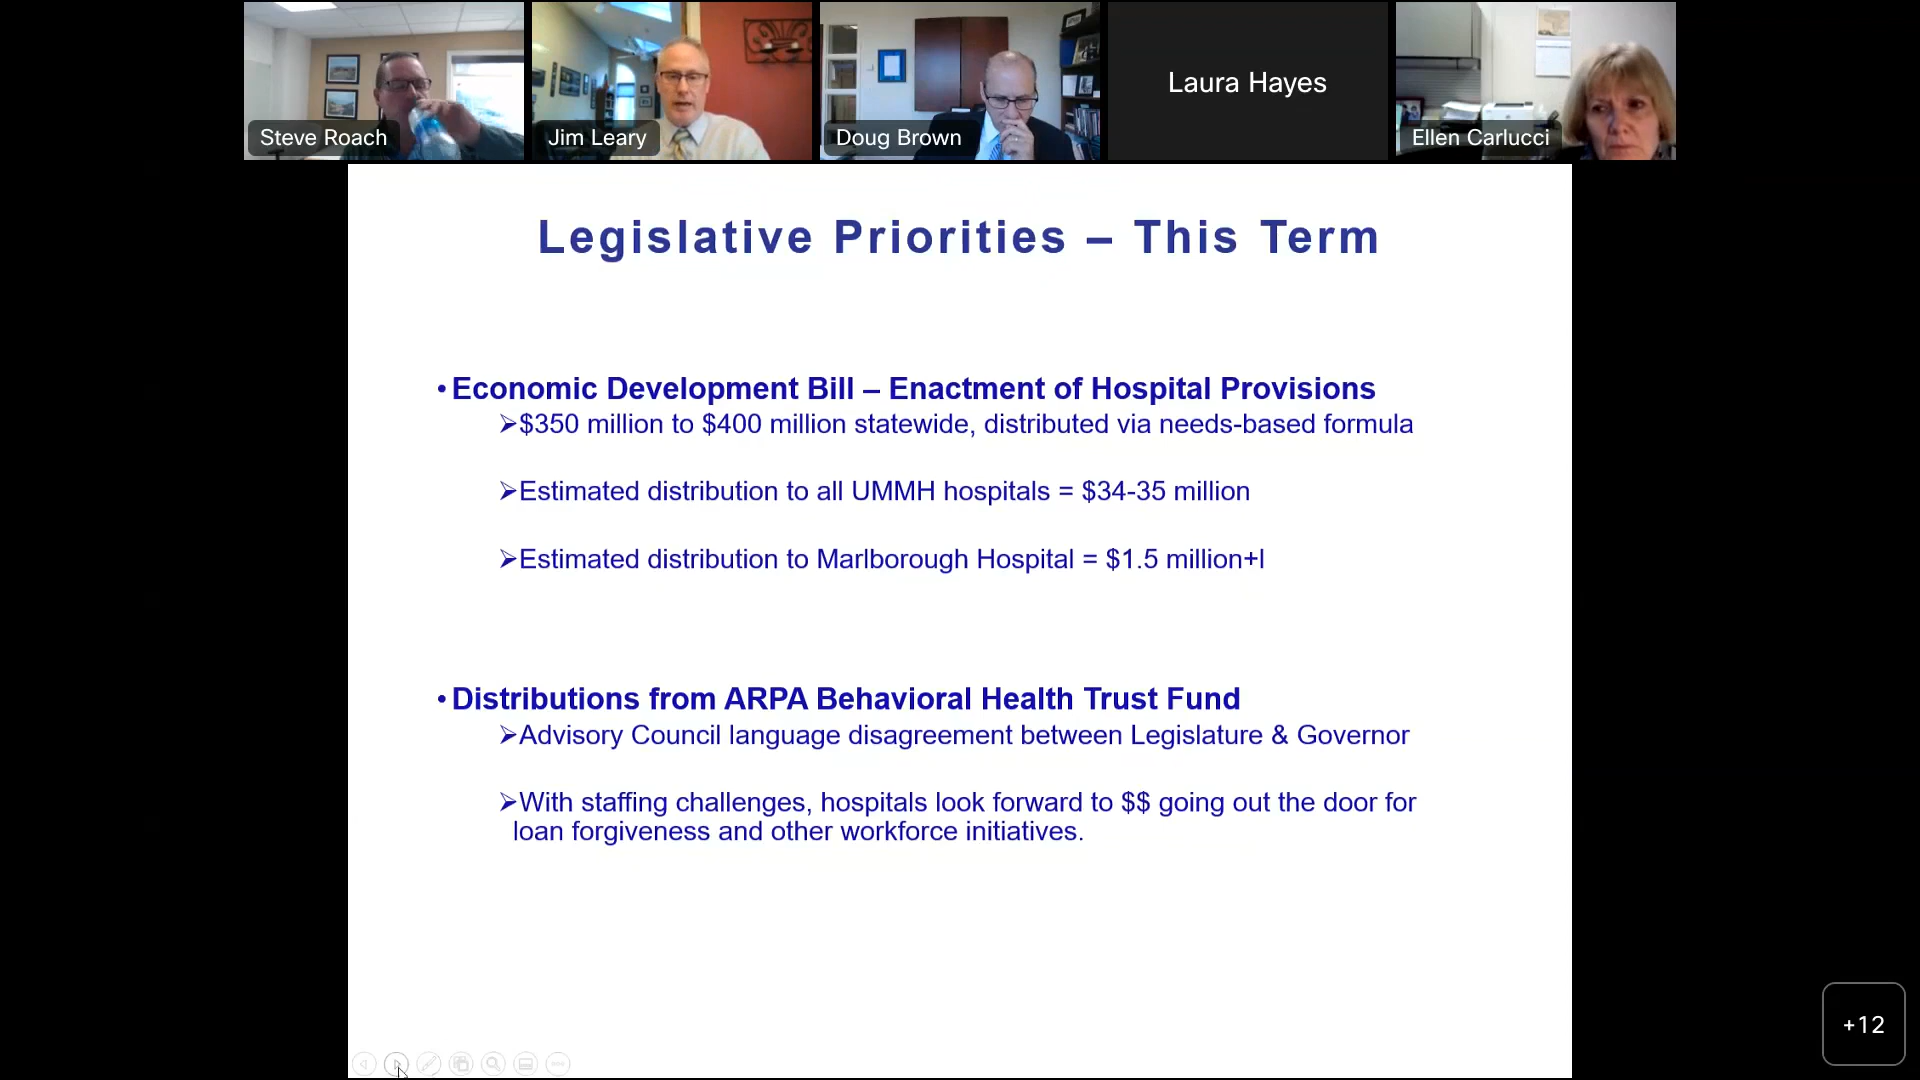 Steve Roach
Jim Leary
Doug Brown
Laura Hayes
Ellen Carlucci
Legislative Priorities – This Term
•Economic Development Bill – Enactment of Hospital Provisions
➢$350 million to $400 million statewide, distributed via needs-based formula
➢Estimated distribution to all UMMH hospitals = $34-35 million
➢Estimated distribution to Marlborough Hospital = $1.5 million+l
•Distributions from ARPA Behavioral Health Trust Fund
➢Advisory Council language disagreement between Legislature & Governor
➢With staffing challenges, hospitals look forward to $$ going out the door for
loan forgiveness and other workforce initiatives.
+12